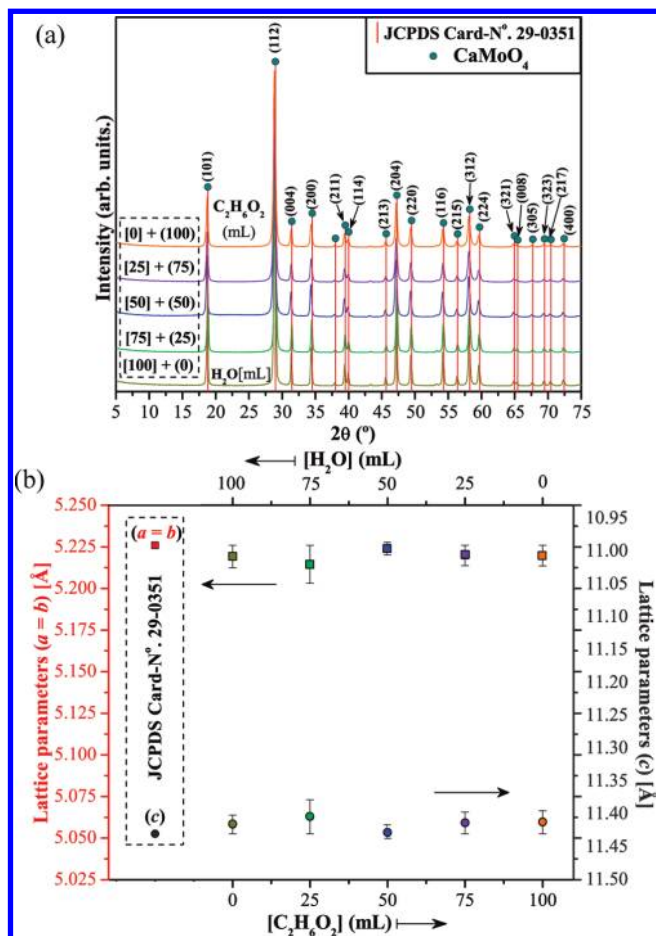 (a)
JCPDS Card-Nº. 29-0351
CaMoO₄
Intensity (arb. units.)
(101)
(112)
(004)
(200)
(211)
(114)
(213)
(204)
(220)
(116)
(215)
(312)
(224)
(321)
(008)
(305)
(323)
(217)
(400)
C₂H₆O₂
(mL)
[0] + (100)
[25] + (75)
[50] + (50)
[75] + (25)
[100] + (0)
H₂O[mL]
5 10 15 20 25 30 35 40 45 50 55 60 65 70 75
2θ (º)
(b)
[H₂O] (mL)
100 75 50 25 0
Lattice parameters (a = b) [Å]
5.250
5.225
5.200
5.175
5.150
5.125
5.100
5.075
5.050
5.025
(a = b)
JCPDS Card-Nº. 29-0351
(c)
10.95
11.00
11.05
11.10
11.15
11.20
11.25
11.30
11.35
11.40
11.45
11.50
Lattice parameters (c) [Å]
0 25 50 75 100
[C₂H₆O₂] (mL)